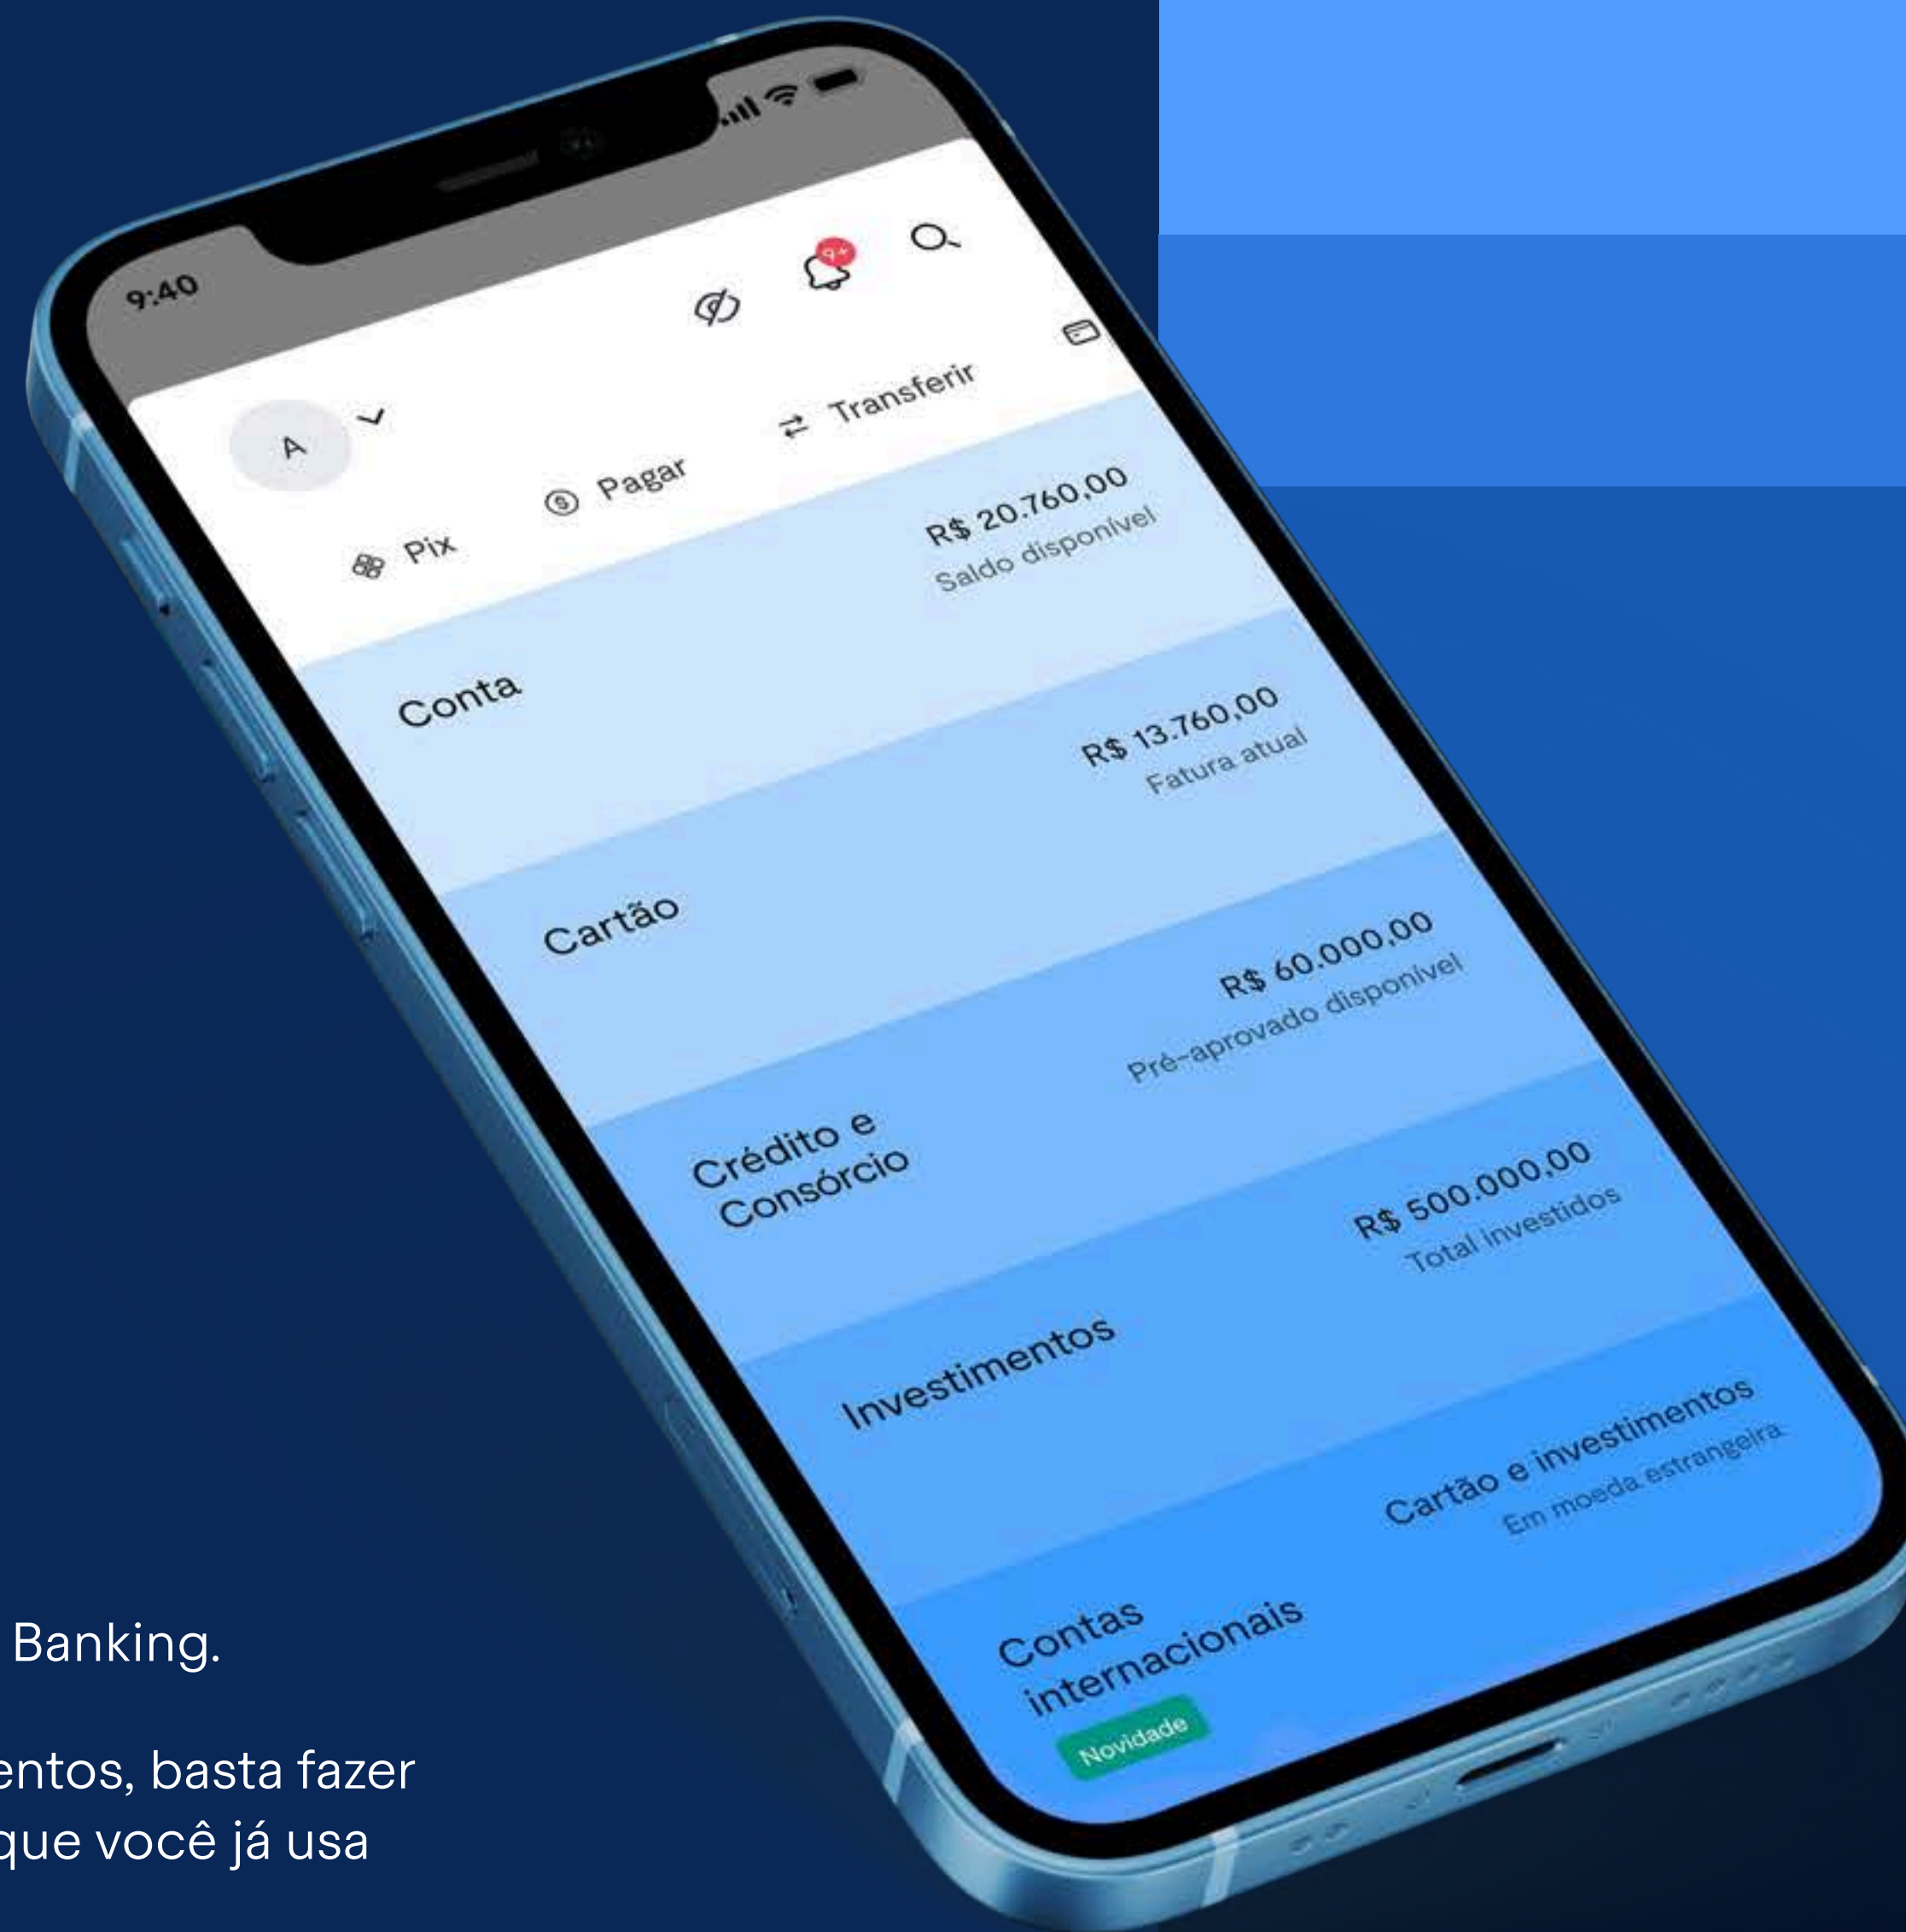 9:40
9+
A
Pix
Pagar
Transferir
Conta
R$ 20.760,00
Saldo disponível
Cartão
R$ 13.760,00
Fatura atual
Crédito e
Consórcio
R$ 60.000,00
Pré-aprovado disponível
Investimentos
R$ 500.000,00
Total investidos
Contas
internacionais
Novidade
Cartão e investimentos
Em moeda estrangeira
Banking.
entos, basta fazer
que você já usa